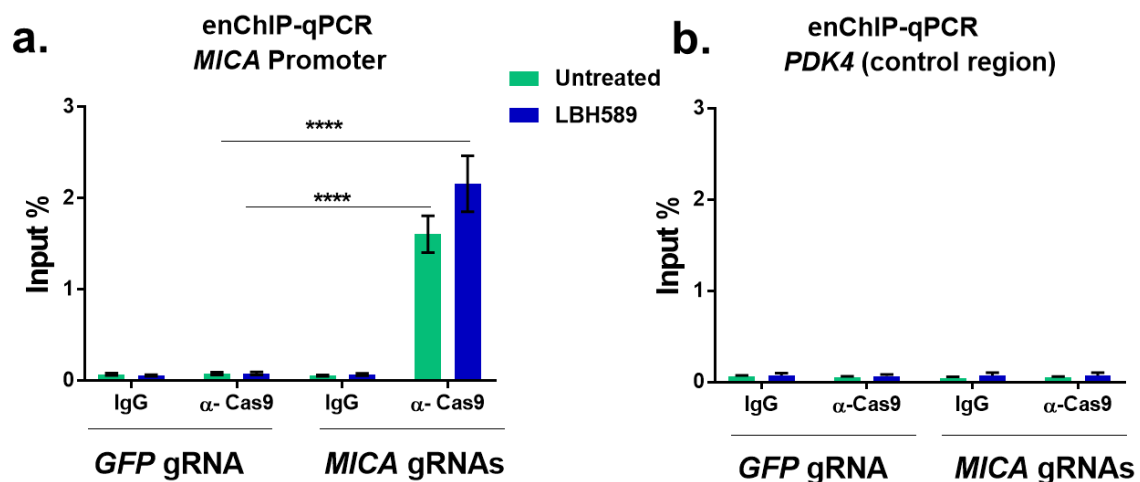 a.
enChIP-qPCR
MICA Promoter
Untreated
LBH589
Input %
3
2
1
0
****
****
IgG
α- Cas9
IgG
α- Cas9
GFP gRNA
MICA gRNAs
b.
enChIP-qPCR
PDK4 (control region)
Input %
3
2
1
0
IgG
α-Cas9
IgG
α-Cas9
GFP gRNA
MICA gRNAs